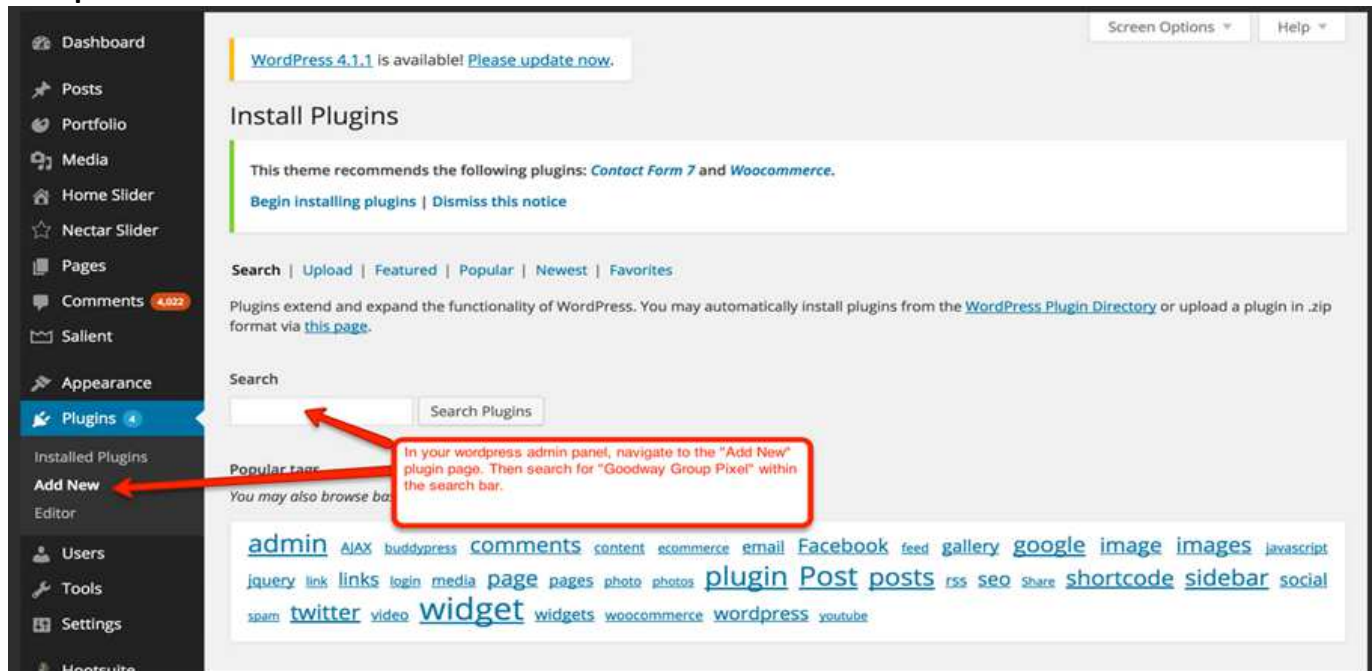 Screen Options
Help
Dashboard
Posts
Portfolio
Media
Home Slider
Nectar Slider
Pages
Comments 4,022
Salient
Appearance
Plugins 4
Installed Plugins
Add New
Editor
Users
Tools
Settings
WordPress 4.1.1 is available! Please update now.
Install Plugins
This theme recommends the following plugins: Contact Form 7 and Woocommerce.
Begin installing plugins | Dismiss this notice
Search | Upload | Featured | Popular | Newest | Favorites
Plugins extend and expand the functionality of WordPress. You may automatically install plugins from the WordPress Plugin Directory or upload a plugin in .zip
format via this page.
Search
Search Plugins
In your wordpress admin panel, navigate to the "Add New"
plugin page. Then search for "Goodway Group Pixel" within
the search bar.
Popular tags
You may also browse
admin AJAX buddypress comments content ecommerce email Facebook feed gallery google image images javascript
jquery link links login media page pages photo photos plugin Post posts rss seo Share shortcode sidebar social
spam twitter video widget widgets woocommerce wordpress youtube